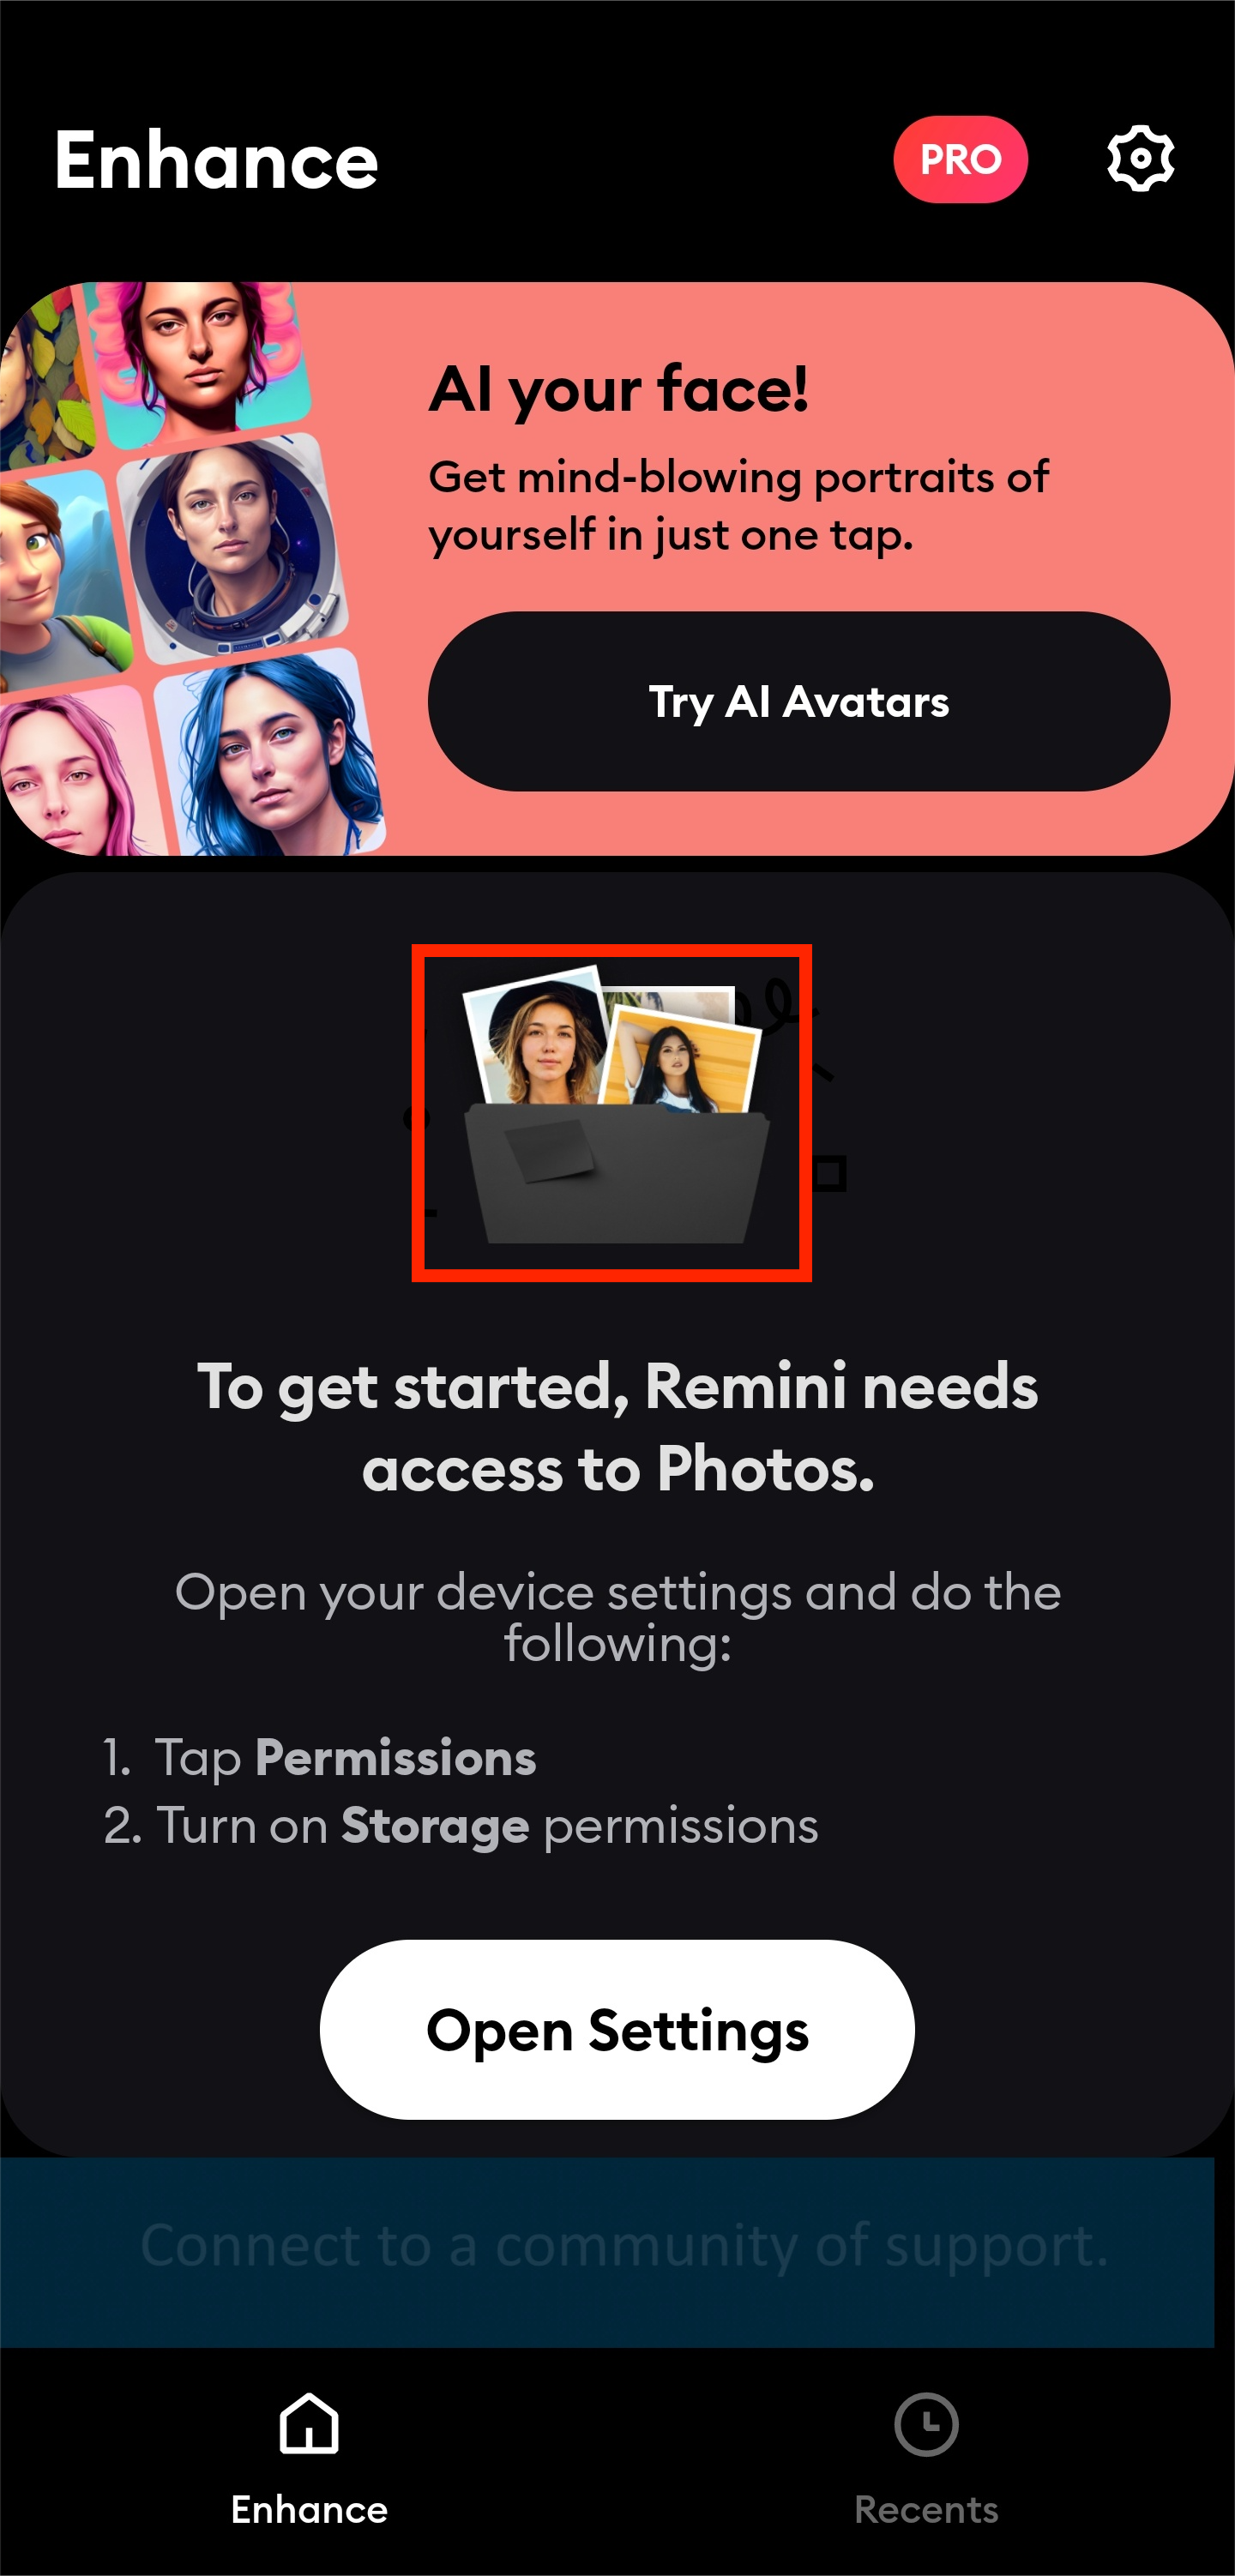 Enhance
PRO
AI your face!
Get mind-blowing portraits of
yourself in just one tap.
Try AI Avatars
To get started, Remini needs
access to Photos.
Open your device settings and do the
following:
1. Tap Permissions
2. Turn on Storage permissions
Open Settings
Connect to a community of support.
Enhance
Recents